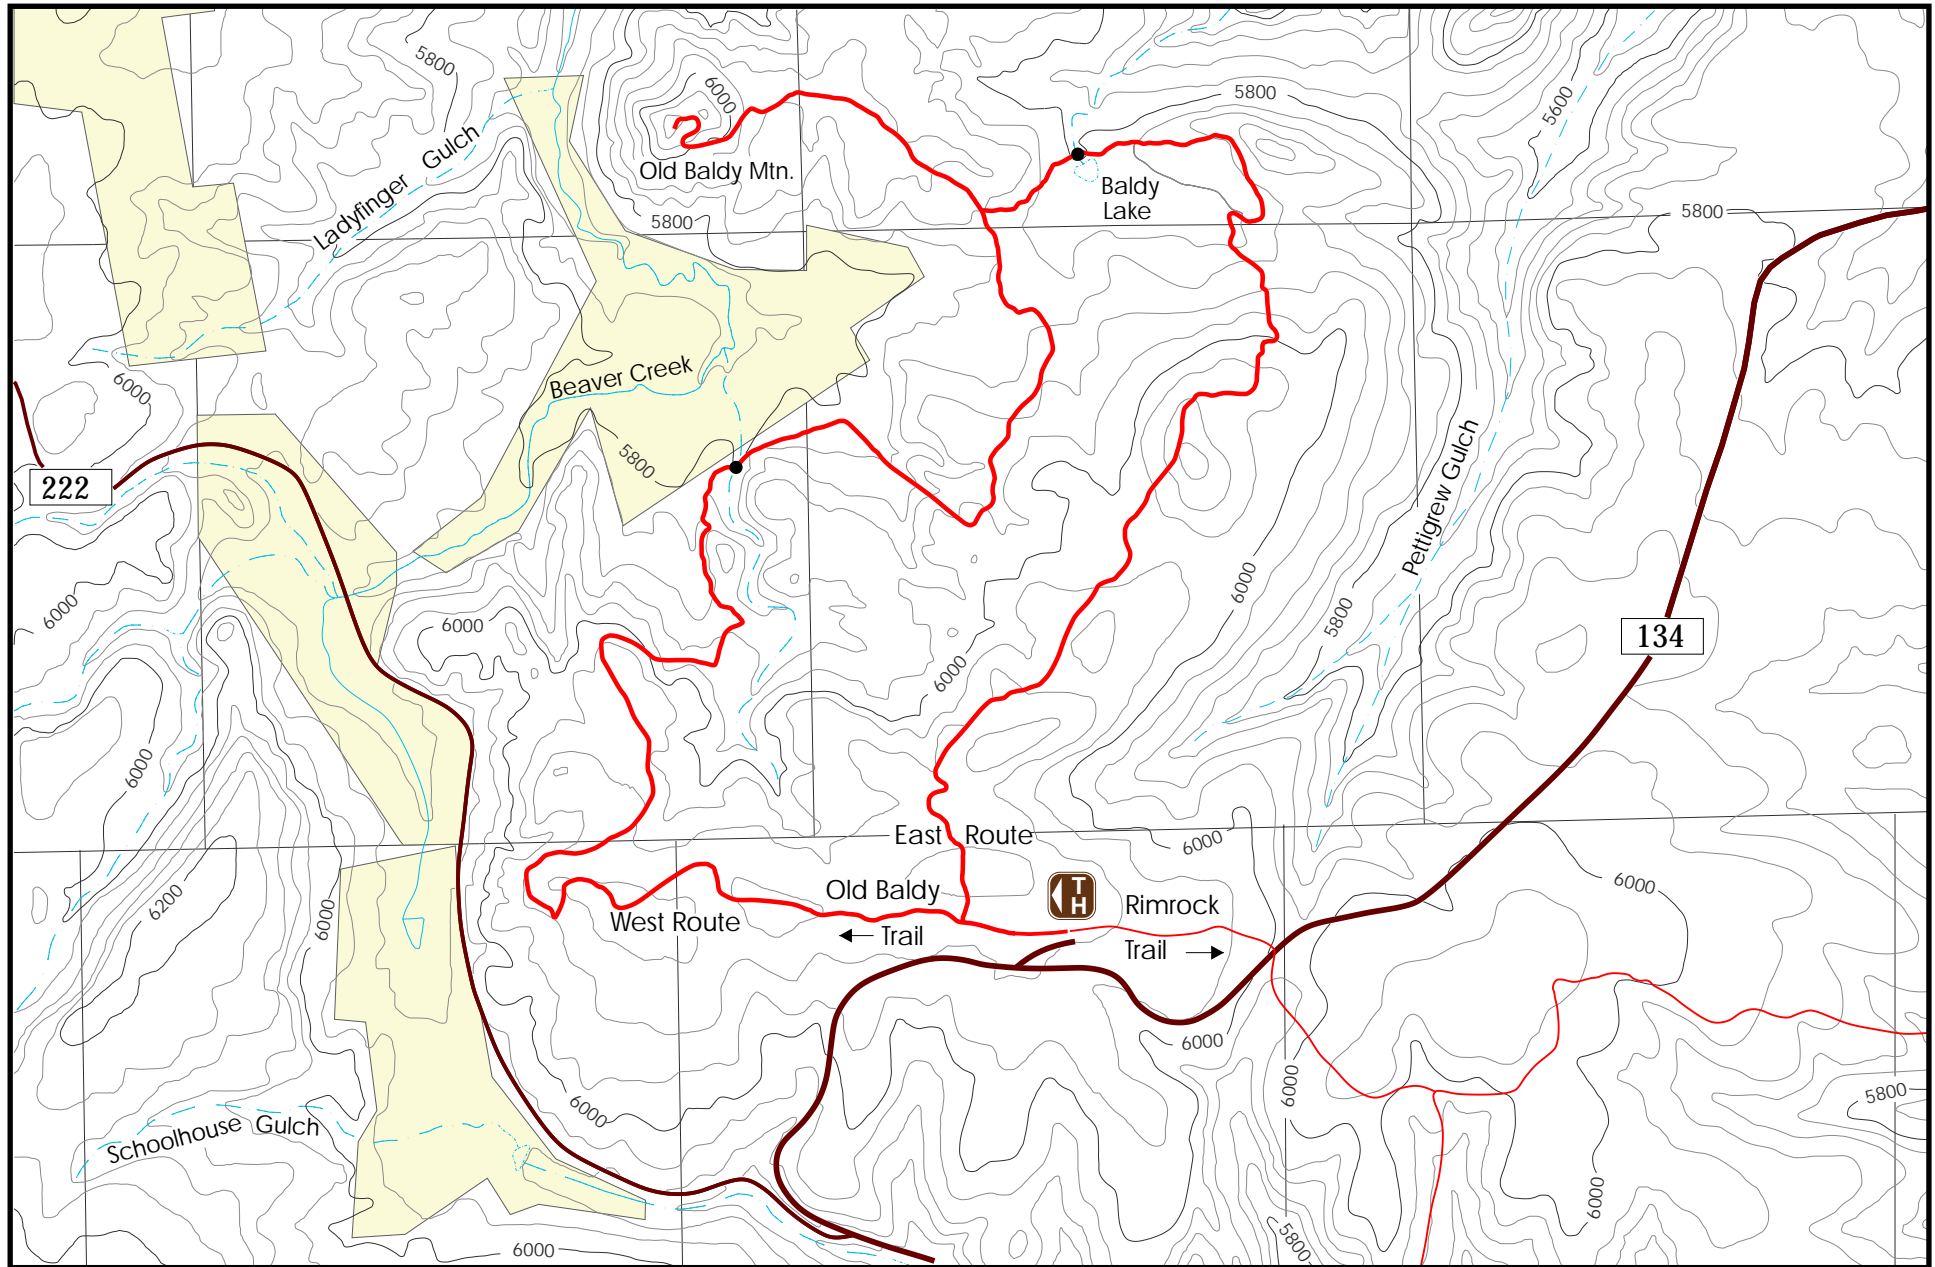 5800
6000
5800
5600
Ladyfinger Gulch
Old Baldy Mtn.
Baldy
Lake
5800
5800
Beaver Creek
6000
5800
222
Pettigrew Gulch
6000
6000
6000
5800
134
6000
6000
East Route
6000
6200
6000
Old Baldy
TH
Rimrock
6000
West Route
Trail
Trail
6000
6000
5800
6000
Schoolhouse Gulch
6000
5800
6000